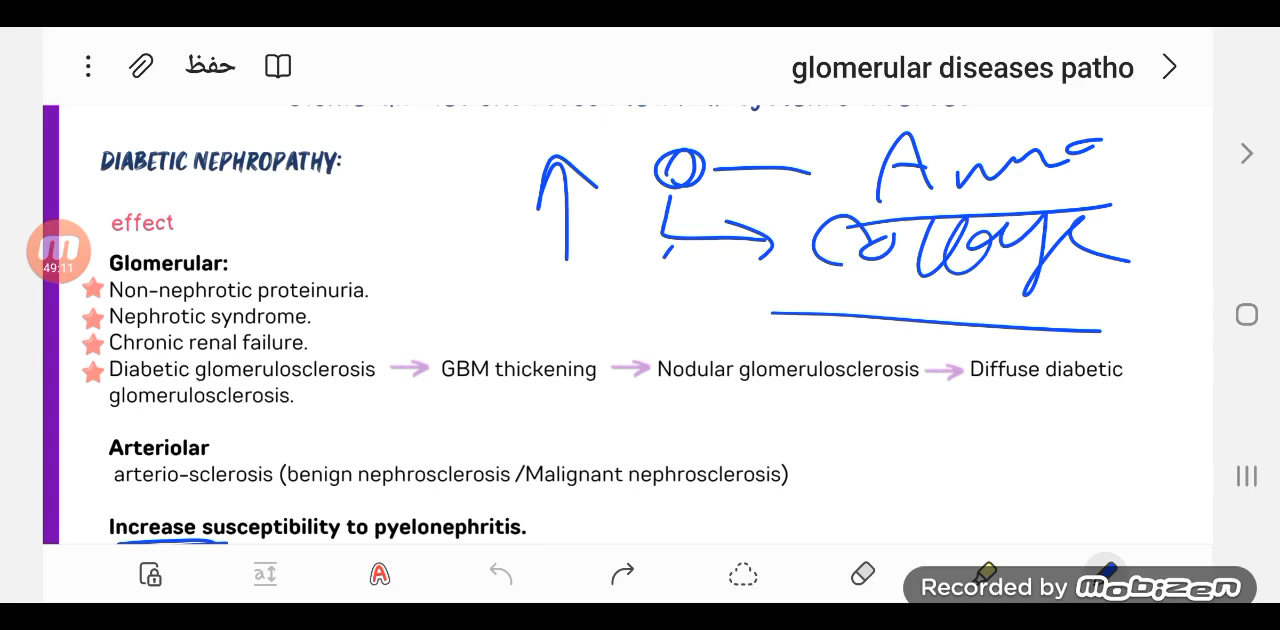 حفظ
glomerular diseases patho
DIABETIC NEPHROPATHY:
effect
49:11
Glomerular:
Non-nephrotic proteinuria.
Nephrotic syndrome.
Chronic renal failure.
Diabetic glomerulosclerosis → GBM thickening → Nodular glomerulosclerosis → Diffuse diabetic
glomerulosclerosis.
Arteriolar
arterio-sclerosis (benign nephrosclerosis /Malignant nephrosclerosis)
Increase susceptibility to pyelonephritis.
Recorded by mobizen